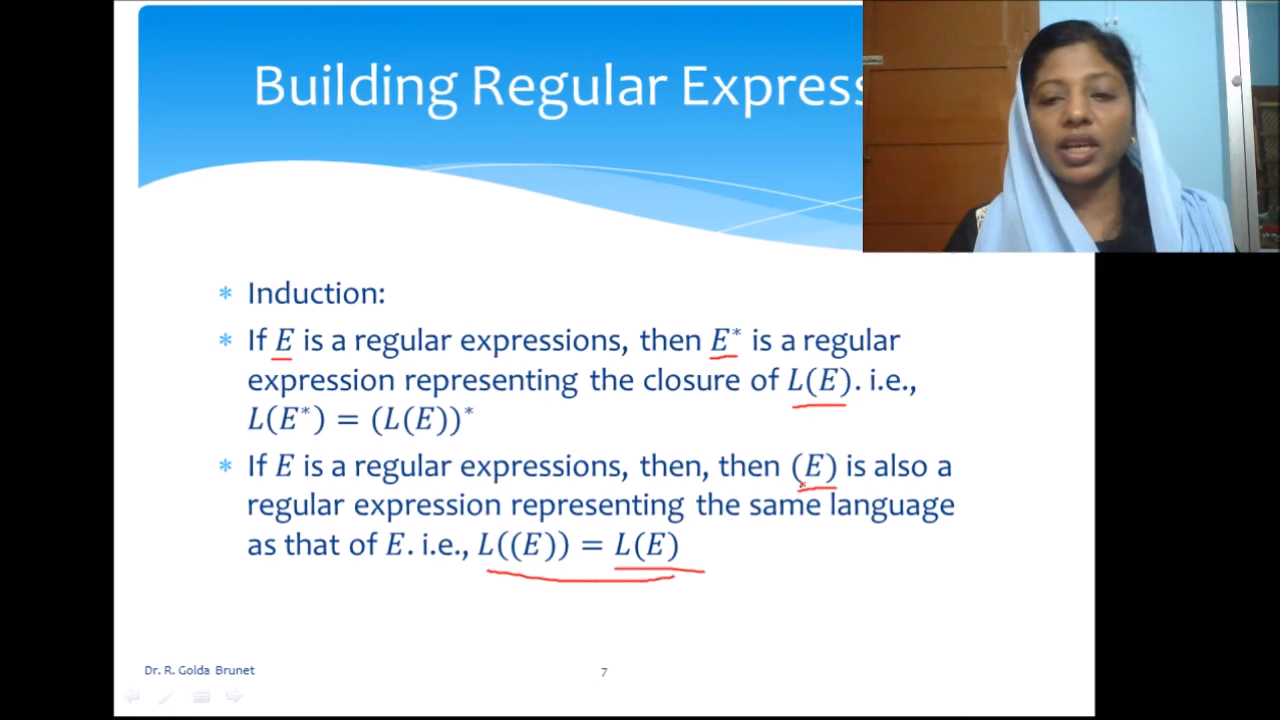 Building Regular Express
* Induction:
* If E is a regular expressions, then E* is a regular
expression representing the closure of L(E). i.e.,
L(E*) = (L(E))*
* If E is a regular expressions, then, then (E) is also a
regular expression representing the same language
as that of E. i.e., L((E)) = L(E)
Dr. R. Golda Brunet
7